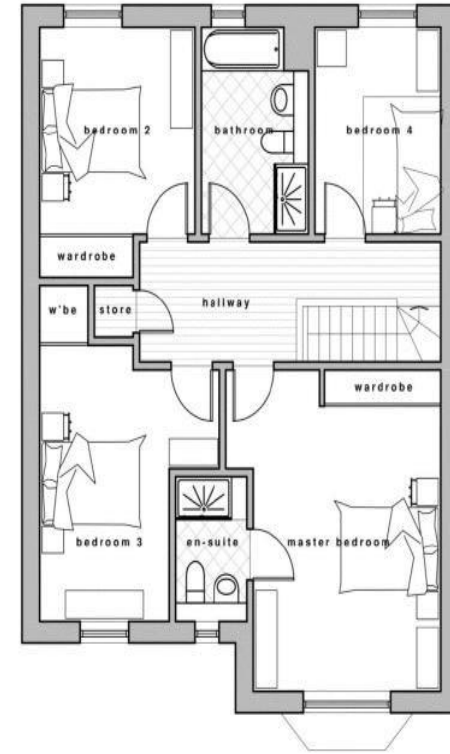 bedroom 2
bathroom
bedroom 4
wardrobe
w'be
store
hallway
wardrobe
bedroom 3
en-suite
master bedroom